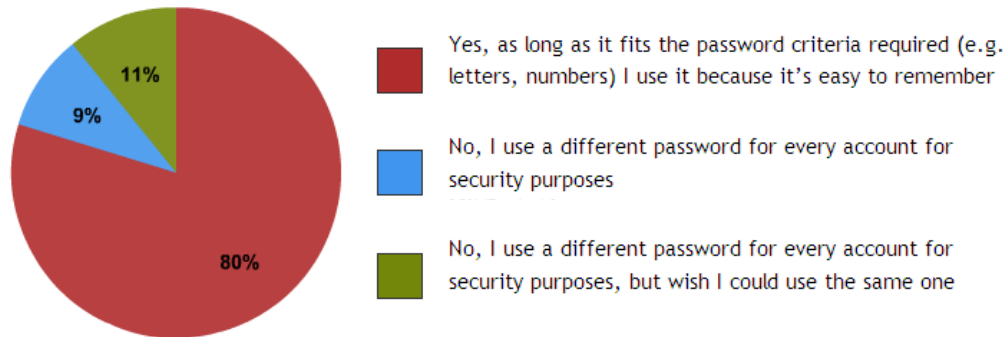 11%
9%
80%
Yes, as long as it fits the password criteria required (e.g.
letters, numbers) I use it because it's easy to remember
No, I use a different password for every account for
security purposes
No, I use a different password for every account for
security purposes, but wish I could use the same one